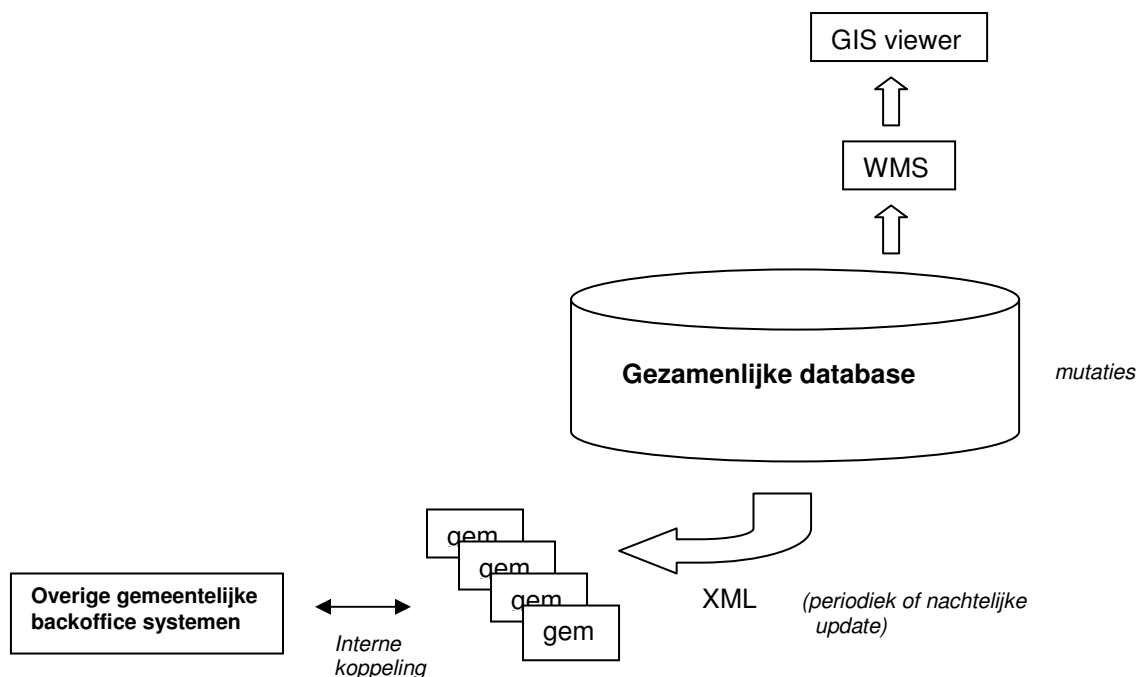 GIS viewer
WMS
Gezamenlijke database
mutaties
gem
gem
gem
gem
XML
(periodiek of nachtelijke
update)
Overige gemeentelijke
backoffice systemen
Interne
koppeling